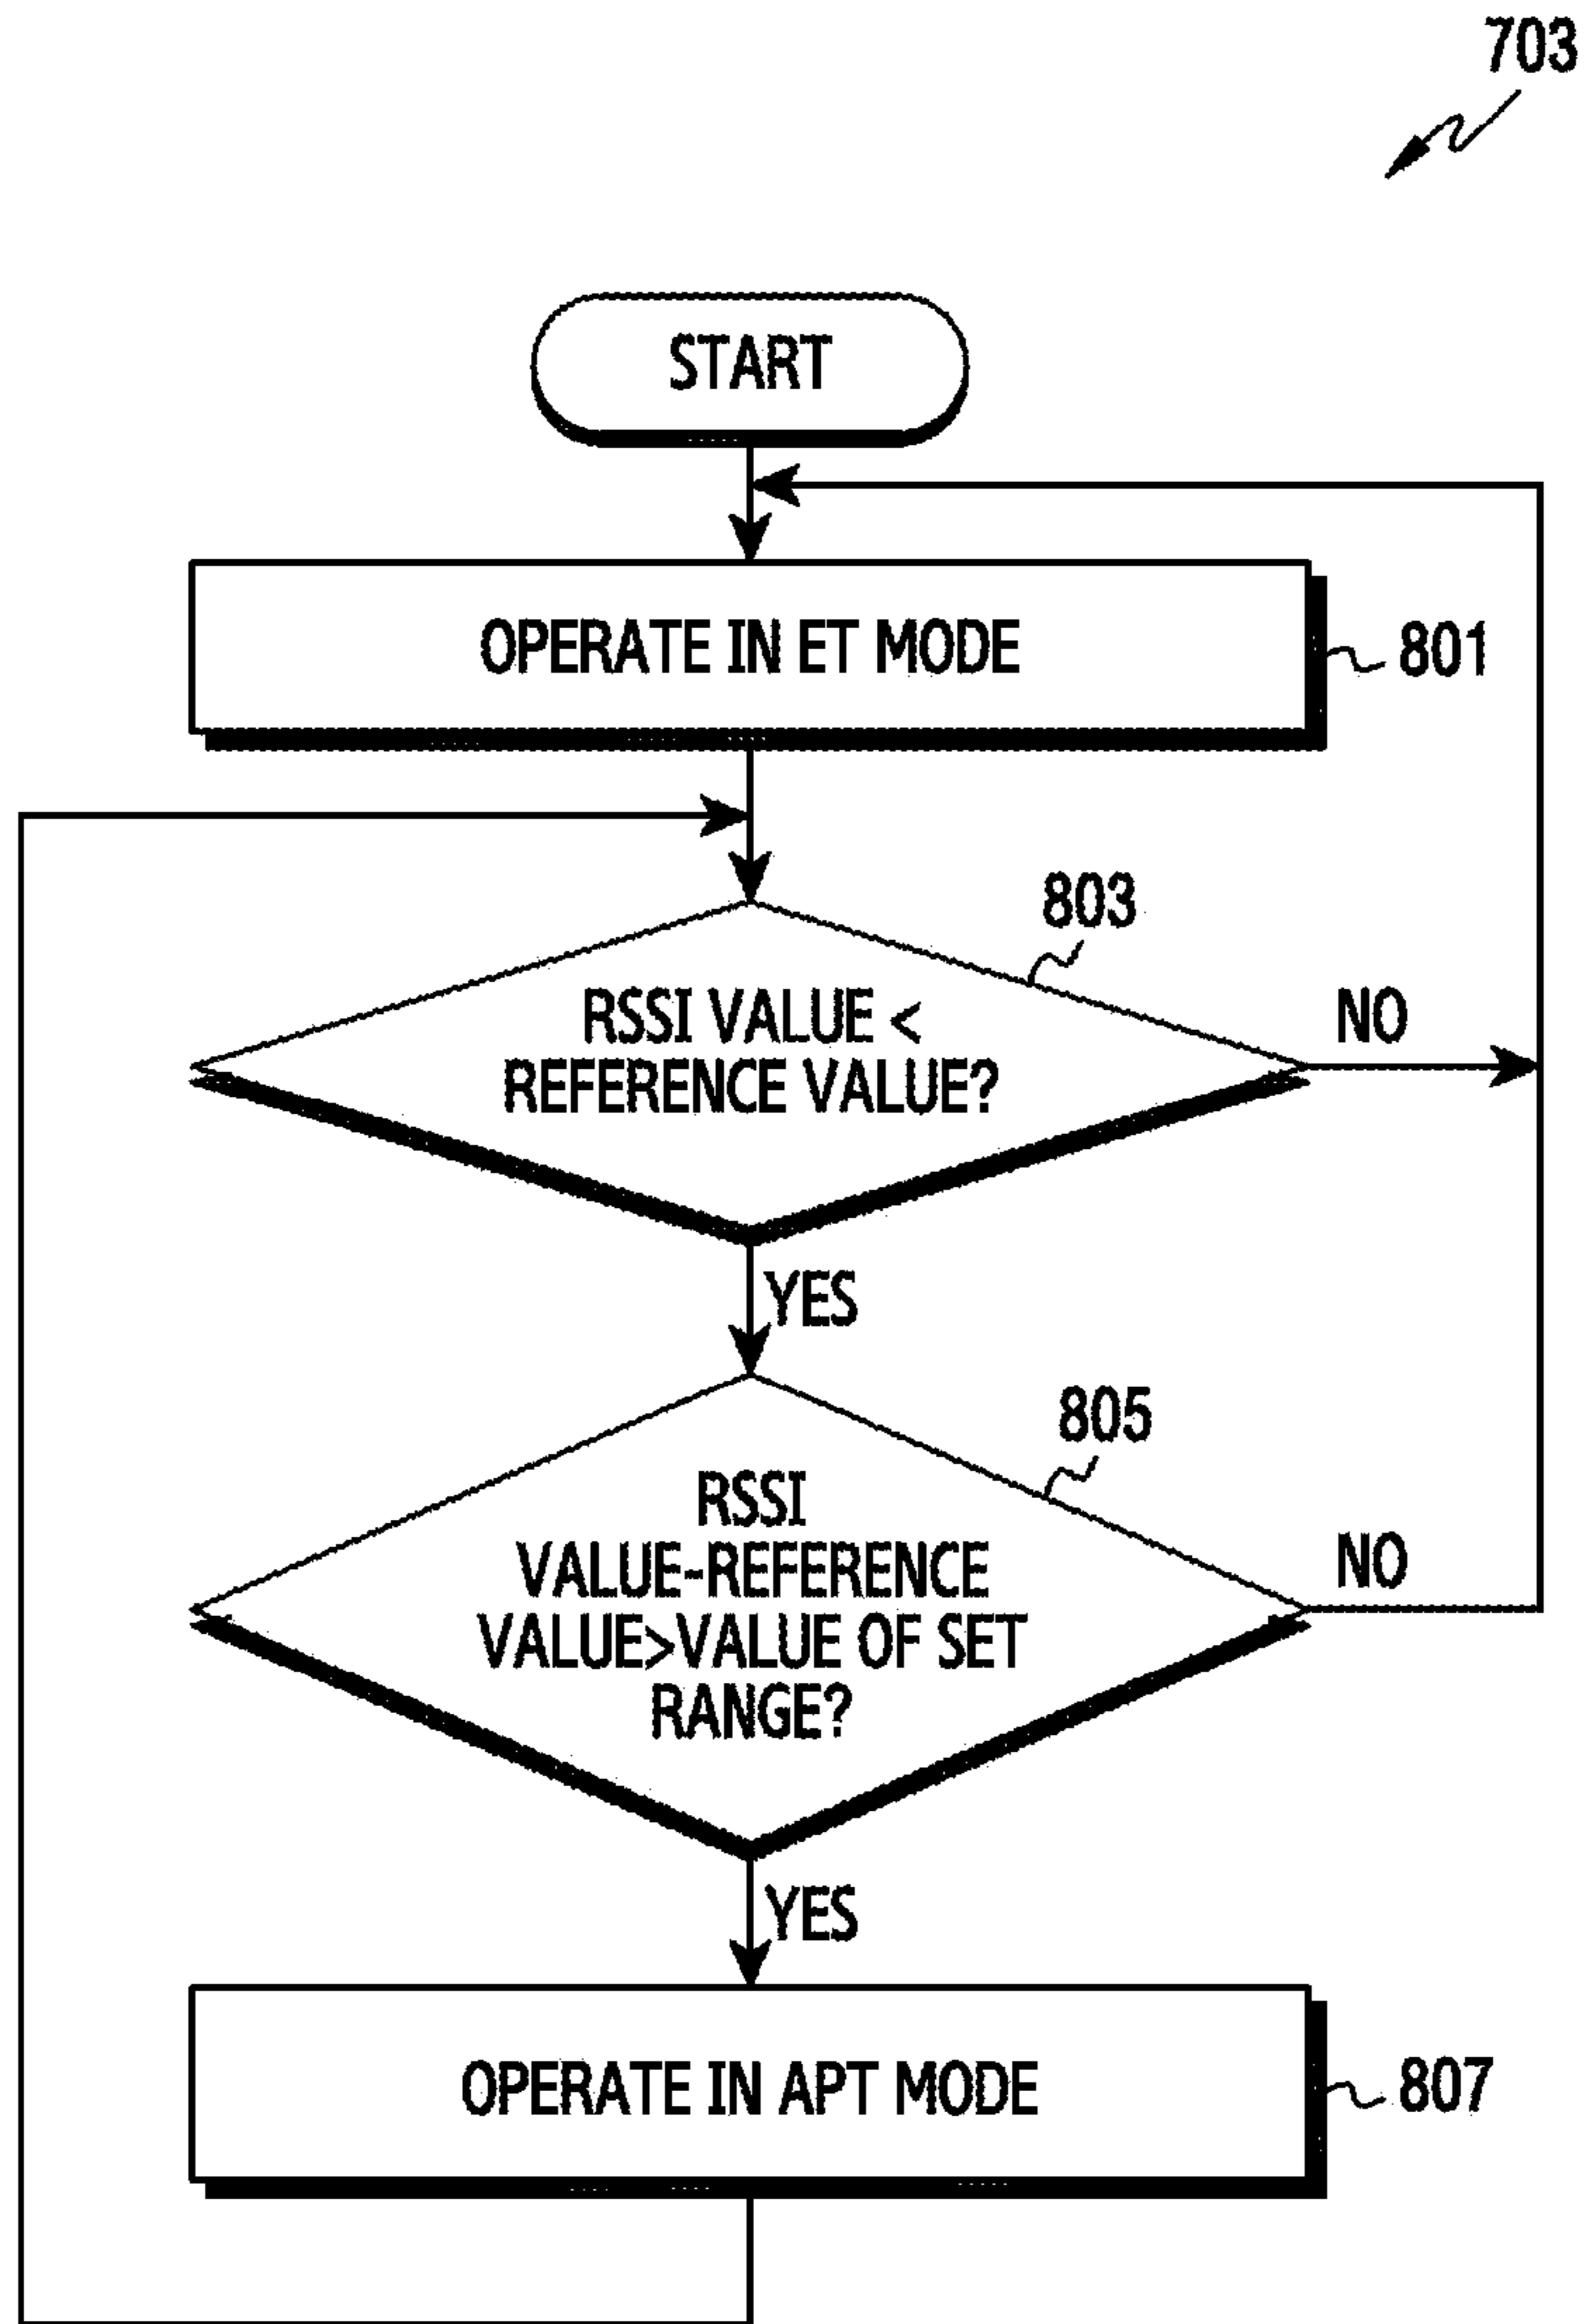 703
START
OPERATE IN ET MODE
801
803
RSSI VALUE <
REFERENCE VALUE?
NO
YES
805
RSSI
VALUE-REFERENCE
VALUE>VALUE OF SET
RANGE?
NO
YES
OPERATE IN APT MODE
807